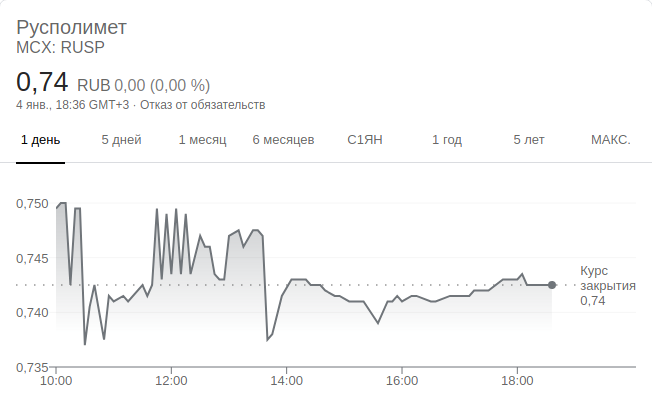 Русполимет
MCX: RUSP
0,74 RUB 0,00 (0,00 %)
4 янв., 18:36 GMT+3 · Отказ от обязательств
1 день 5 дней 1 месяц 6 месяцев С1ЯН 1 год 5 лет МАКС.
0,750
0,745
Курс
закрытия
0,74
0,740
0,735
10:00 12:00 14:00 16:00 18:00